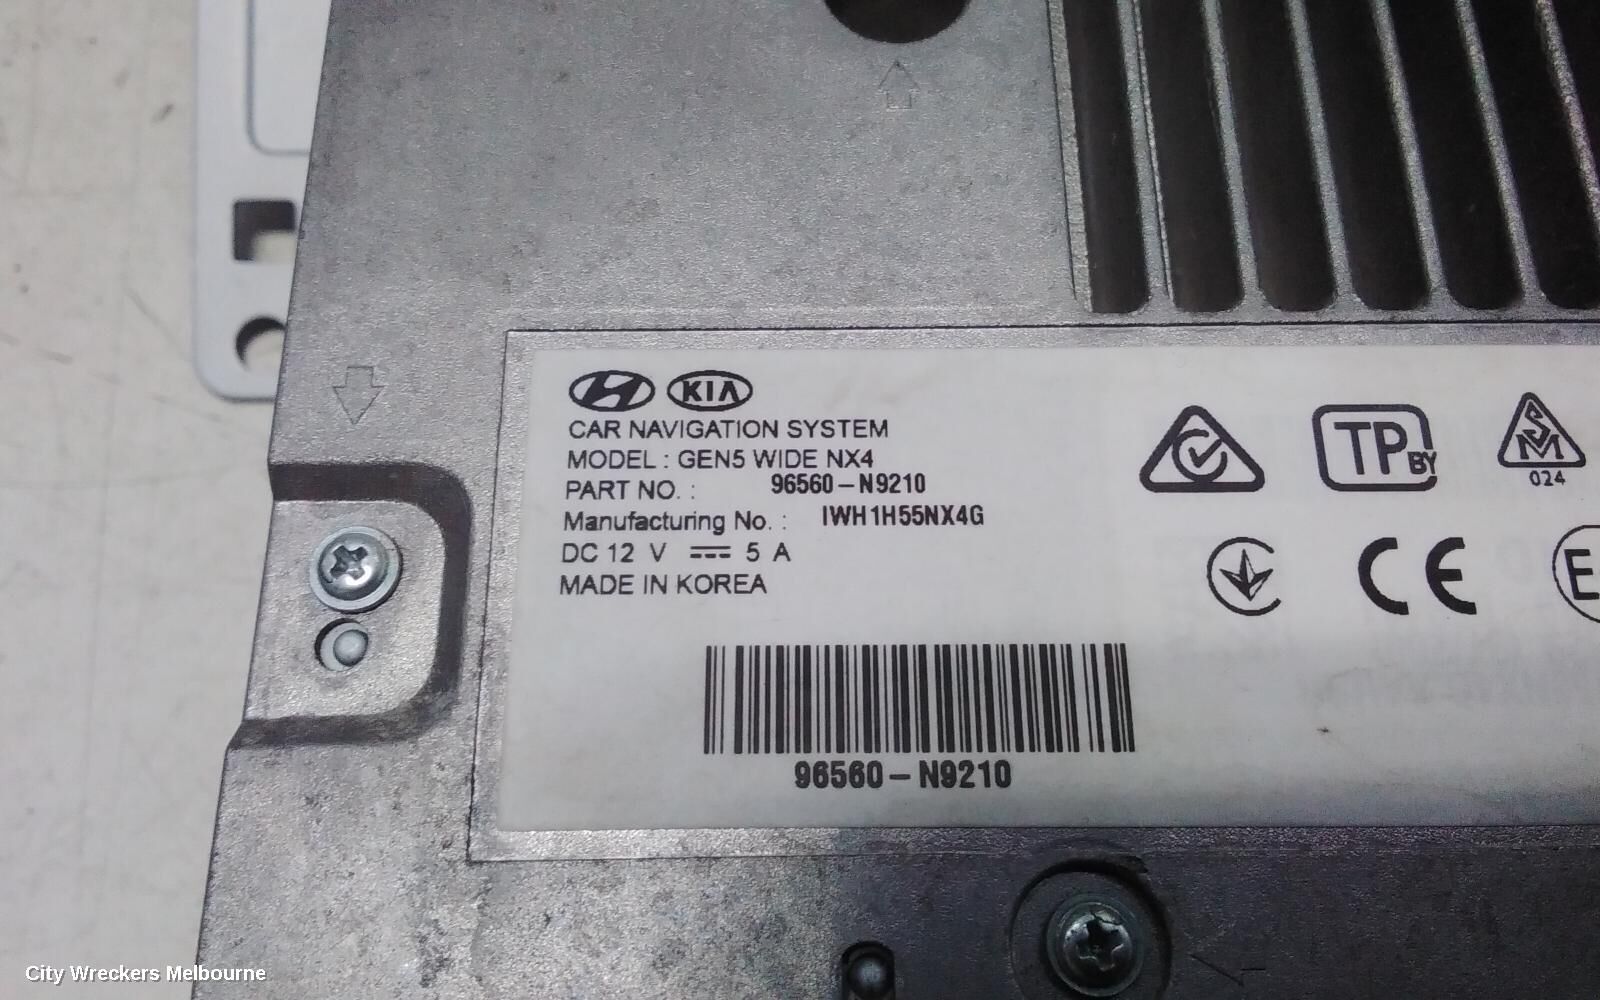 KIA
CAR NAVIGATION SYSTEM
MODEL : GEN5 WIDE NX4
PART NO. : 96560-N9210
Manufacturing No. : IWH1H55NX4G
DC 12 V ⎓ 5 A
MADE IN KOREA
TP BY
SM
024
CE
E
96560-N9210
City Wreckers Melbourne